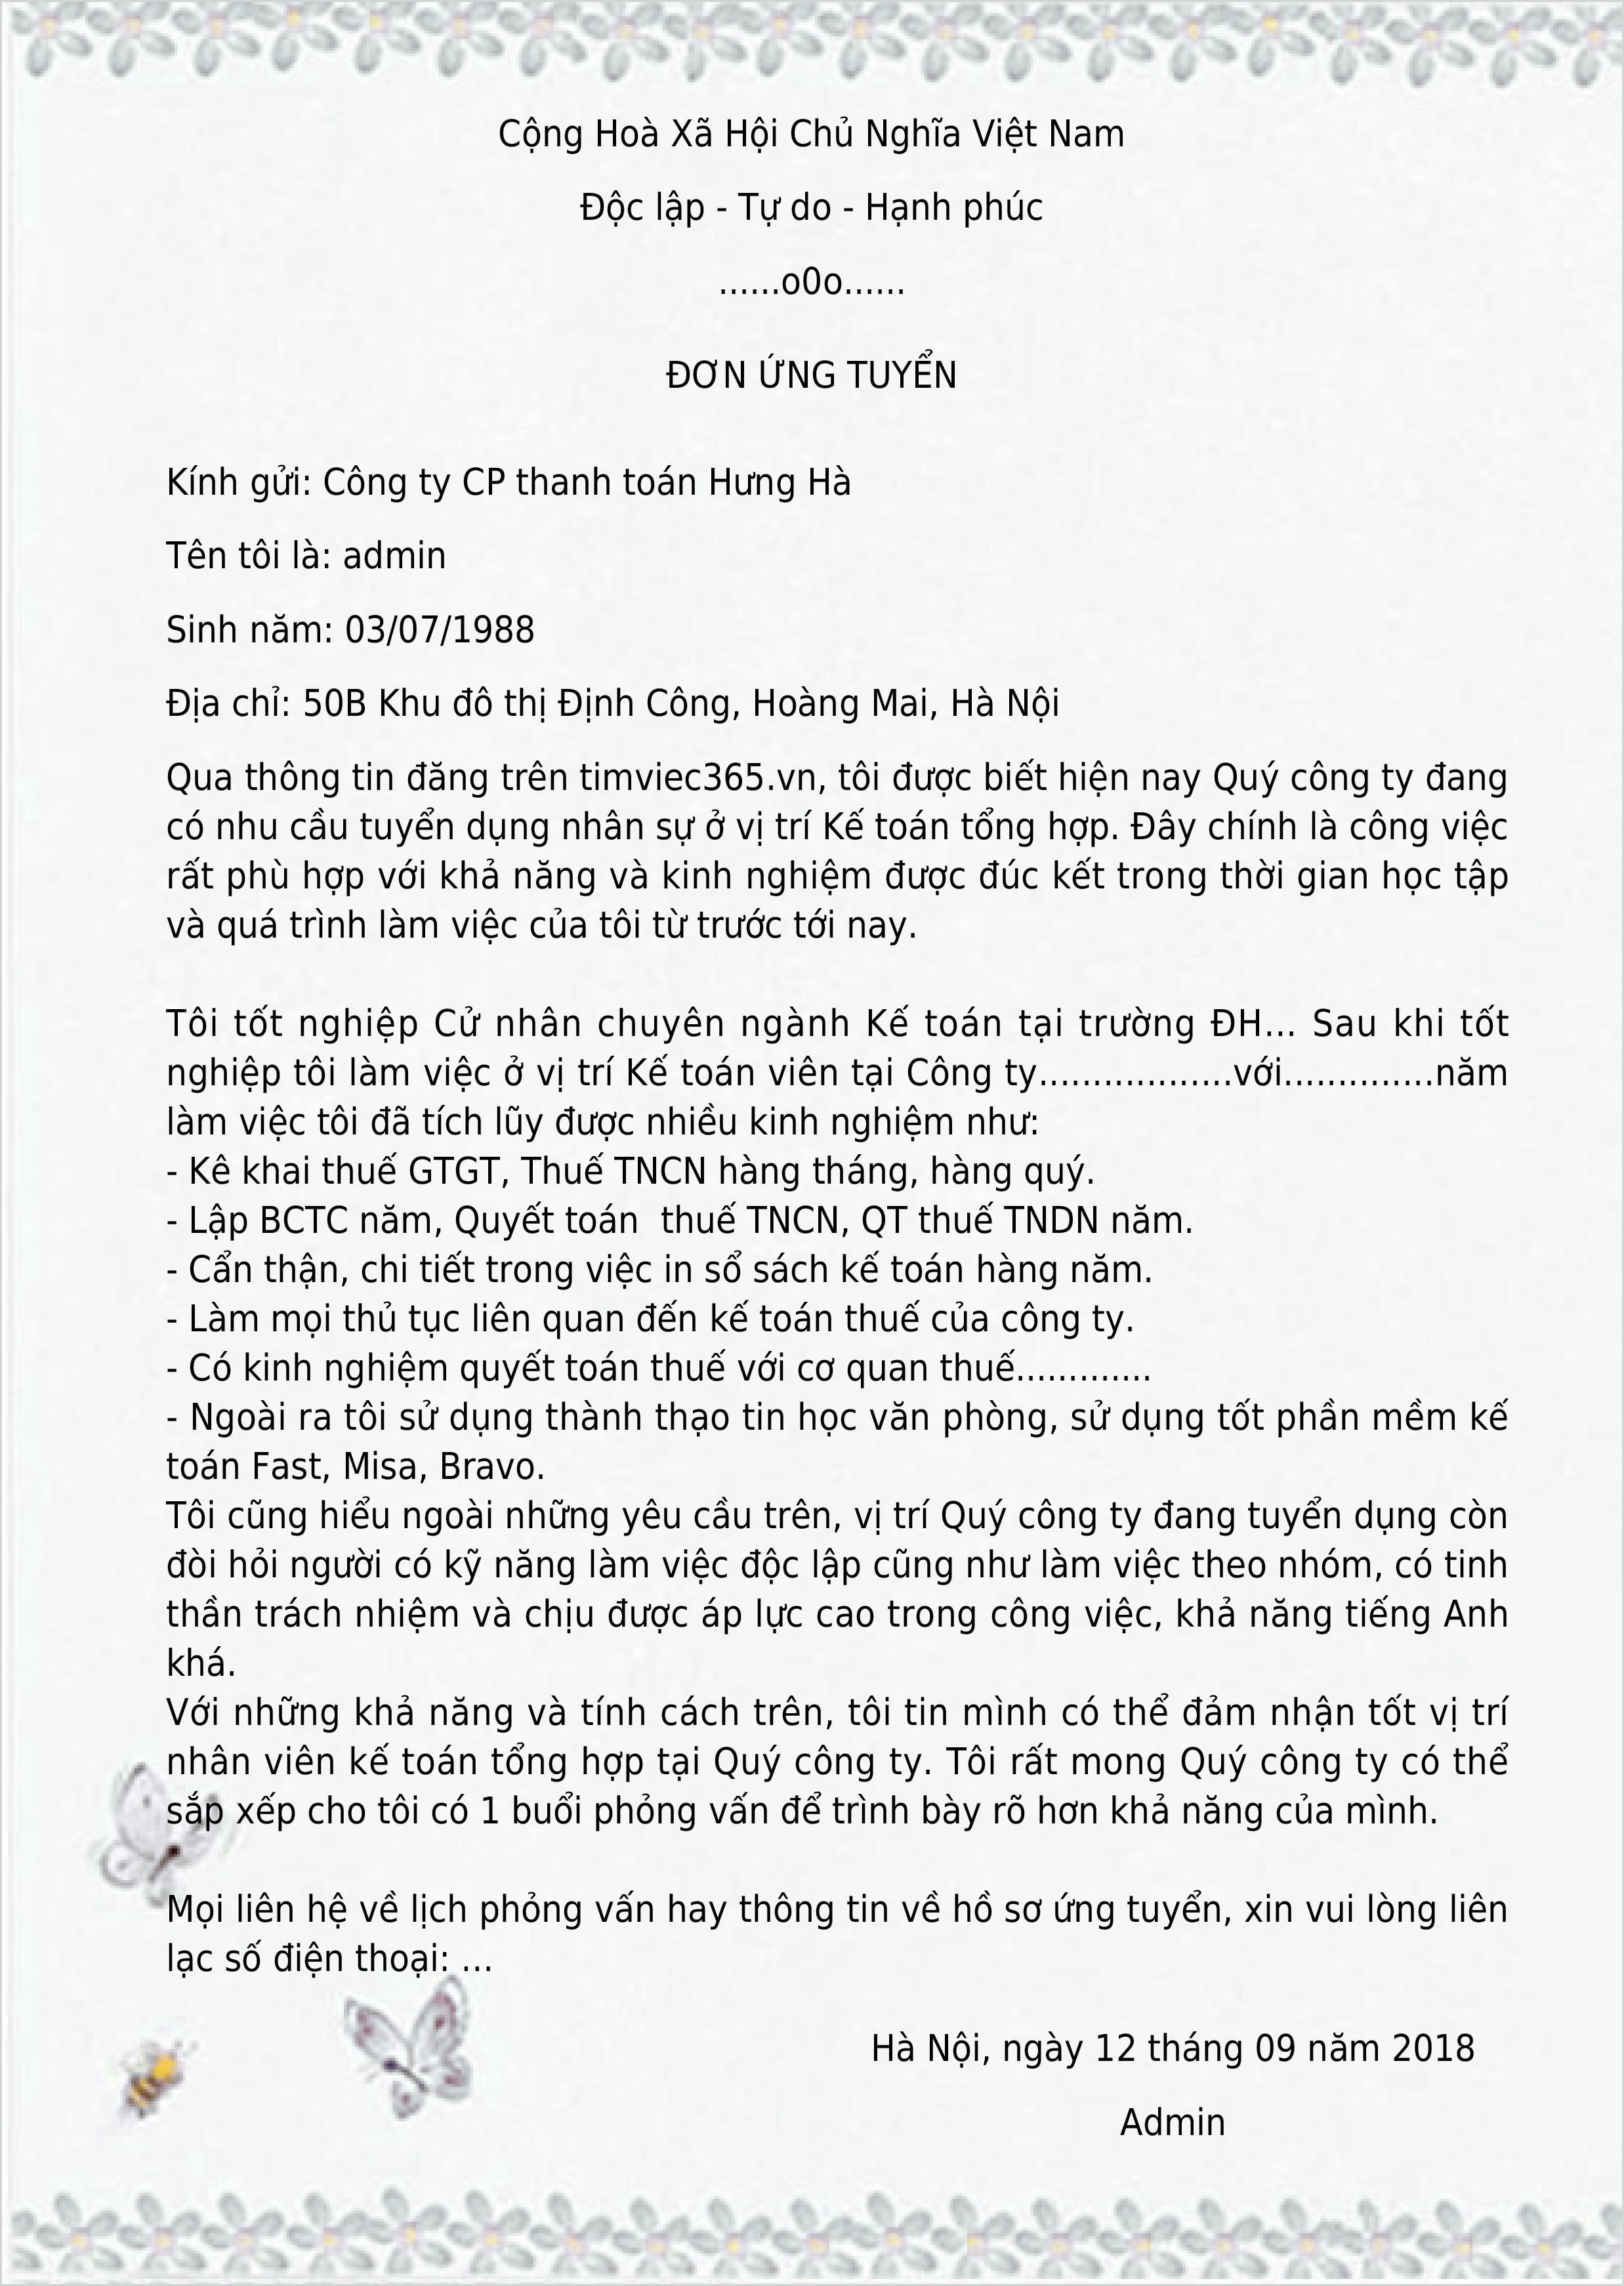 Cộng Hoà Xã Hội Chủ Nghĩa Việt Nam
Độc lập - Tự do - Hạnh phúc
......o0o......
ĐƠN ỨNG TUYỂN
Kính gửi: Công ty CP thanh toán Hưng Hà
Tên tôi là: admin
Sinh năm: 03/07/1988
Địa chỉ: 50B Khu đô thị Định Công, Hoàng Mai, Hà Nội
Qua thông tin đăng trên timviec365.vn, tôi được biết hiện nay Quý công ty đang
có nhu cầu tuyển dụng nhân sự ở vị trí Kế toán tổng hợp. Đây chính là công việc
rất phù hợp với khả năng và kinh nghiệm được đúc kết trong thời gian học tập
và quá trình làm việc của tôi từ trước tới nay.
Tôi tốt nghiệp Cử nhân chuyên ngành Kế toán tại trường ĐH... Sau khi tốt
nghiệp tôi làm việc ở vị trí Kế toán viên tại Công ty..................với..............năm
làm việc tôi đã tích lũy được nhiều kinh nghiệm như:
- Kê khai thuế GTGT, Thuế TNCN hàng tháng, hàng quý.
- Lập BCTC năm, Quyết toán  thuế TNCN, QT thuế TNDN năm.
- Cẩn thận, chi tiết trong việc in sổ sách kế toán hàng năm.
- Làm mọi thủ tục liên quan đến kế toán thuế của công ty.
- Có kinh nghiệm quyết toán thuế với cơ quan thuế.............
- Ngoài ra tôi sử dụng thành thạo tin học văn phòng, sử dụng tốt phần mềm kế
toán Fast, Misa, Bravo.
Tôi cũng hiểu ngoài những yêu cầu trên, vị trí Quý công ty đang tuyển dụng còn
đòi hỏi người có kỹ năng làm việc độc lập cũng như làm việc theo nhóm, có tinh
thần trách nhiệm và chịu được áp lực cao trong công việc, khả năng tiếng Anh
khá.
Với những khả năng và tính cách trên, tôi tin mình có thể đảm nhận tốt vị trí
nhân viên kế toán tổng hợp tại Quý công ty. Tôi rất mong Quý công ty có thể
sắp xếp cho tôi có 1 buổi phỏng vấn để trình bày rõ hơn khả năng của mình.
Mọi liên hệ về lịch phỏng vấn hay thông tin về hồ sơ ứng tuyển, xin vui lòng liên
lạc số điện thoại: ...
Hà Nội, ngày 12 tháng 09 năm 2018
Admin